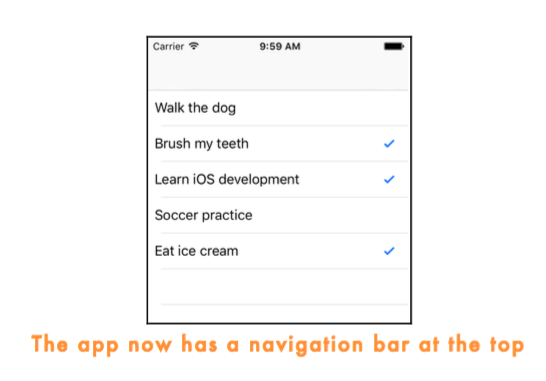 Carrier 9:59 AM
Walk the dog
Brush my teeth
Learn iOS development
Soccer practice
Eat ice cream
The app now has a navigation bar at the top